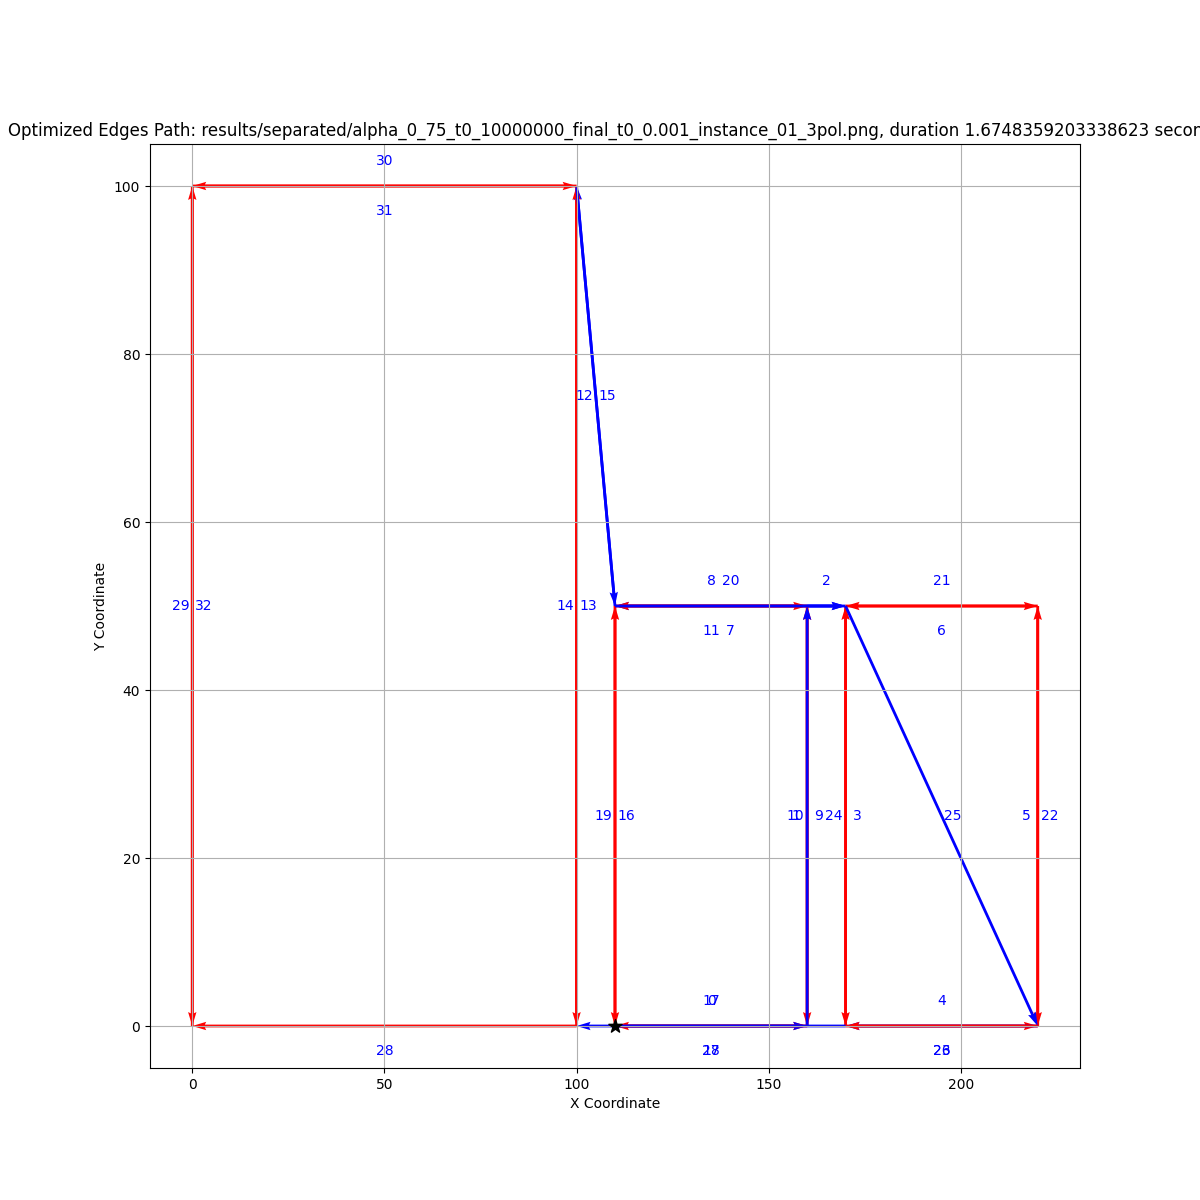 Optimized Edges Path: results/separated/alpha_0_75_t0_10000000_final_t0_0.001_instance_01_3pol.png, duration 1.6748359203338623 secon
30
100
31
80
12 15
60
8 20 2 21
29 32 14 13
11 7 6
Y Coordinate
40
19 16 9 24 3 25 5 22
20
17 4
0
28
0 50 100 150 200
X Coordinate